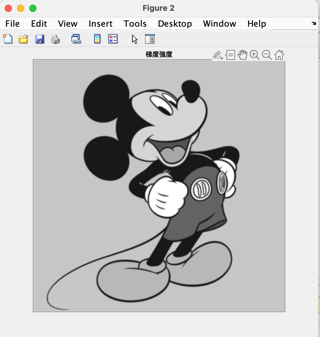 Figure 2
File Edit View Insert Tools Desktop Window Help
梯度強度